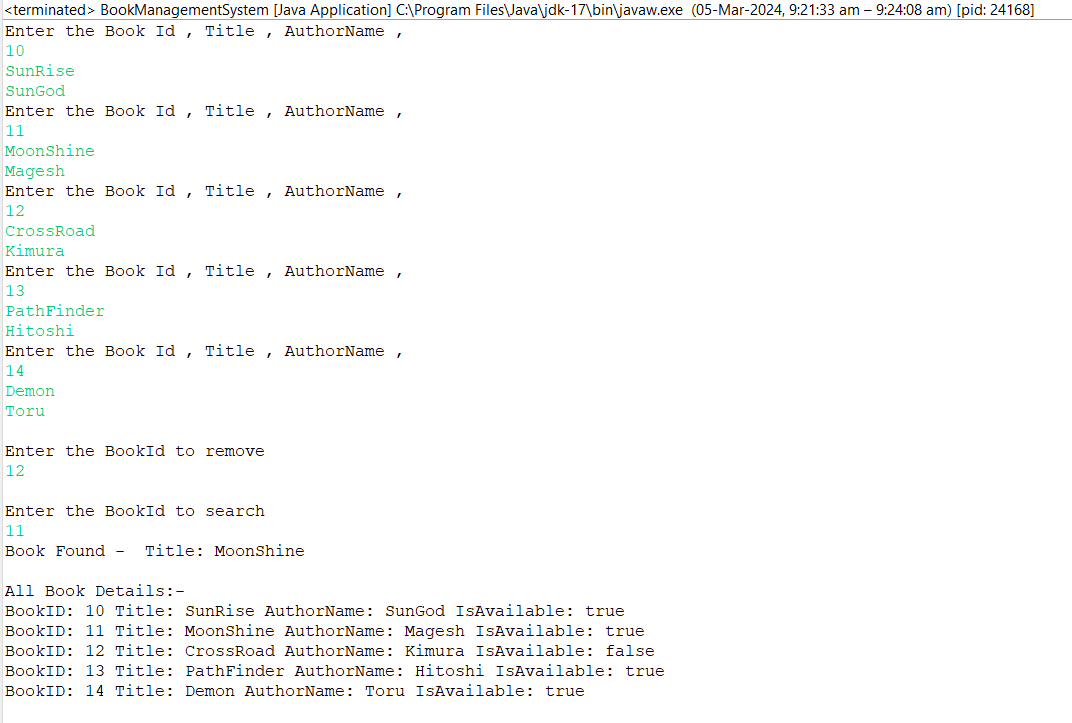 <terminated> BookManagementSystem [Java Application] C:\Program Files\Java\jdk-17\bin\javaw.exe  (05-Mar-2024, 9:21:33 am – 9:24:08 am) [pid: 24168]
Enter the Book Id , Title , AuthorName ,
10
SunRise
SunGod
Enter the Book Id , Title , AuthorName ,
11
MoonShine
Magesh
Enter the Book Id , Title , AuthorName ,
12
CrossRoad
Kimura
Enter the Book Id , Title , AuthorName ,
13
PathFinder
Hitoshi
Enter the Book Id , Title , AuthorName ,
14
Demon
Toru

Enter the BookId to remove
12

Enter the BookId to search
11
Book Found -  Title: MoonShine

All Book Details:-
BookID: 10 Title: SunRise AuthorName: SunGod IsAvailable: true
BookID: 11 Title: MoonShine AuthorName: Magesh IsAvailable: true
BookID: 12 Title: CrossRoad AuthorName: Kimura IsAvailable: false
BookID: 13 Title: PathFinder AuthorName: Hitoshi IsAvailable: true
BookID: 14 Title: Demon AuthorName: Toru IsAvailable: true